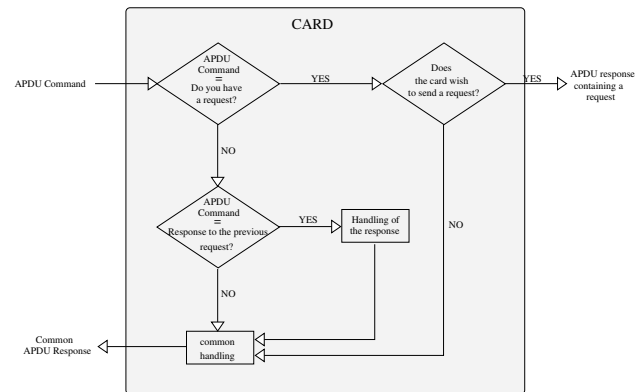 CARD
APDU Command
APDU
Command
=
Do you have
a request?
YES
Does
the card wish
to send a request?
YES
APDU response
containing a
request
NO
APDU
Command
=
Response to the previous
request?
YES
Handling of
the response
NO
NO
Common
APDU Response
common
handling